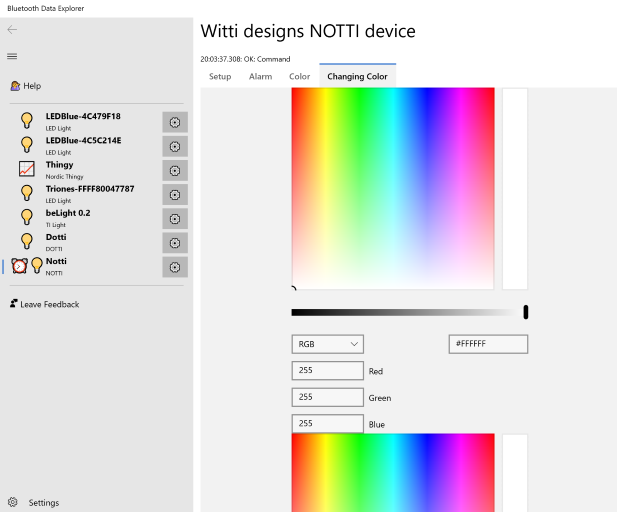 Bluetooth Data Explorer
Help
LEDBlue-4C479F18
LED Light
LEDBlue-4C5C214E
LED Light
Thingy
Nordic Thingy
Triones-FFFF80047787
LED Light
beLight 0.2
TI Light
Dotti
DOTTI
Notti
NOTTI
Leave Feedback
Settings
Witti designs NOTTI device
20:03:37.308: OK: Command
Setup Alarm Color Changing Color
RGB #FFFFFF
255 Red
255 Green
255 Blue